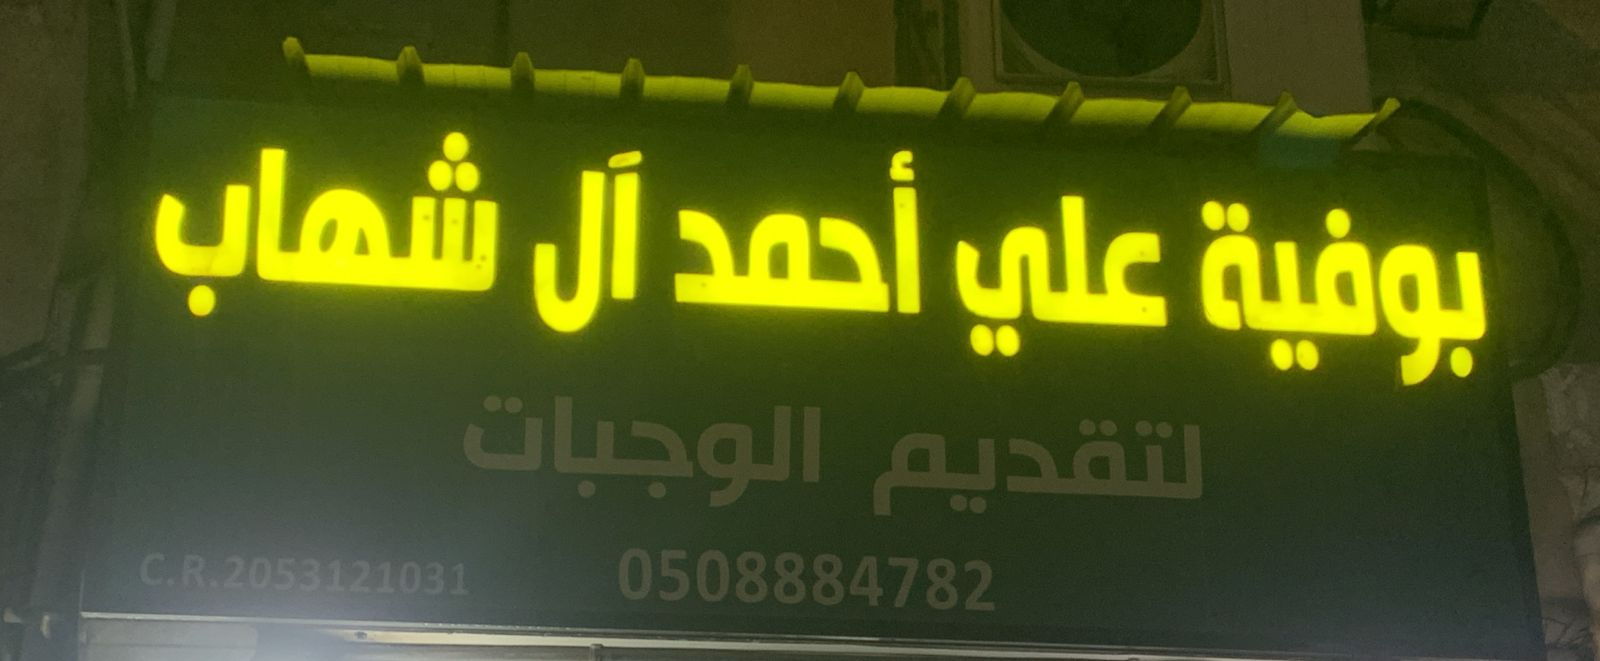 بوفية علي أحمد آل شهاب
لتقديم الوجبات
0508884782
C.R.2053121031